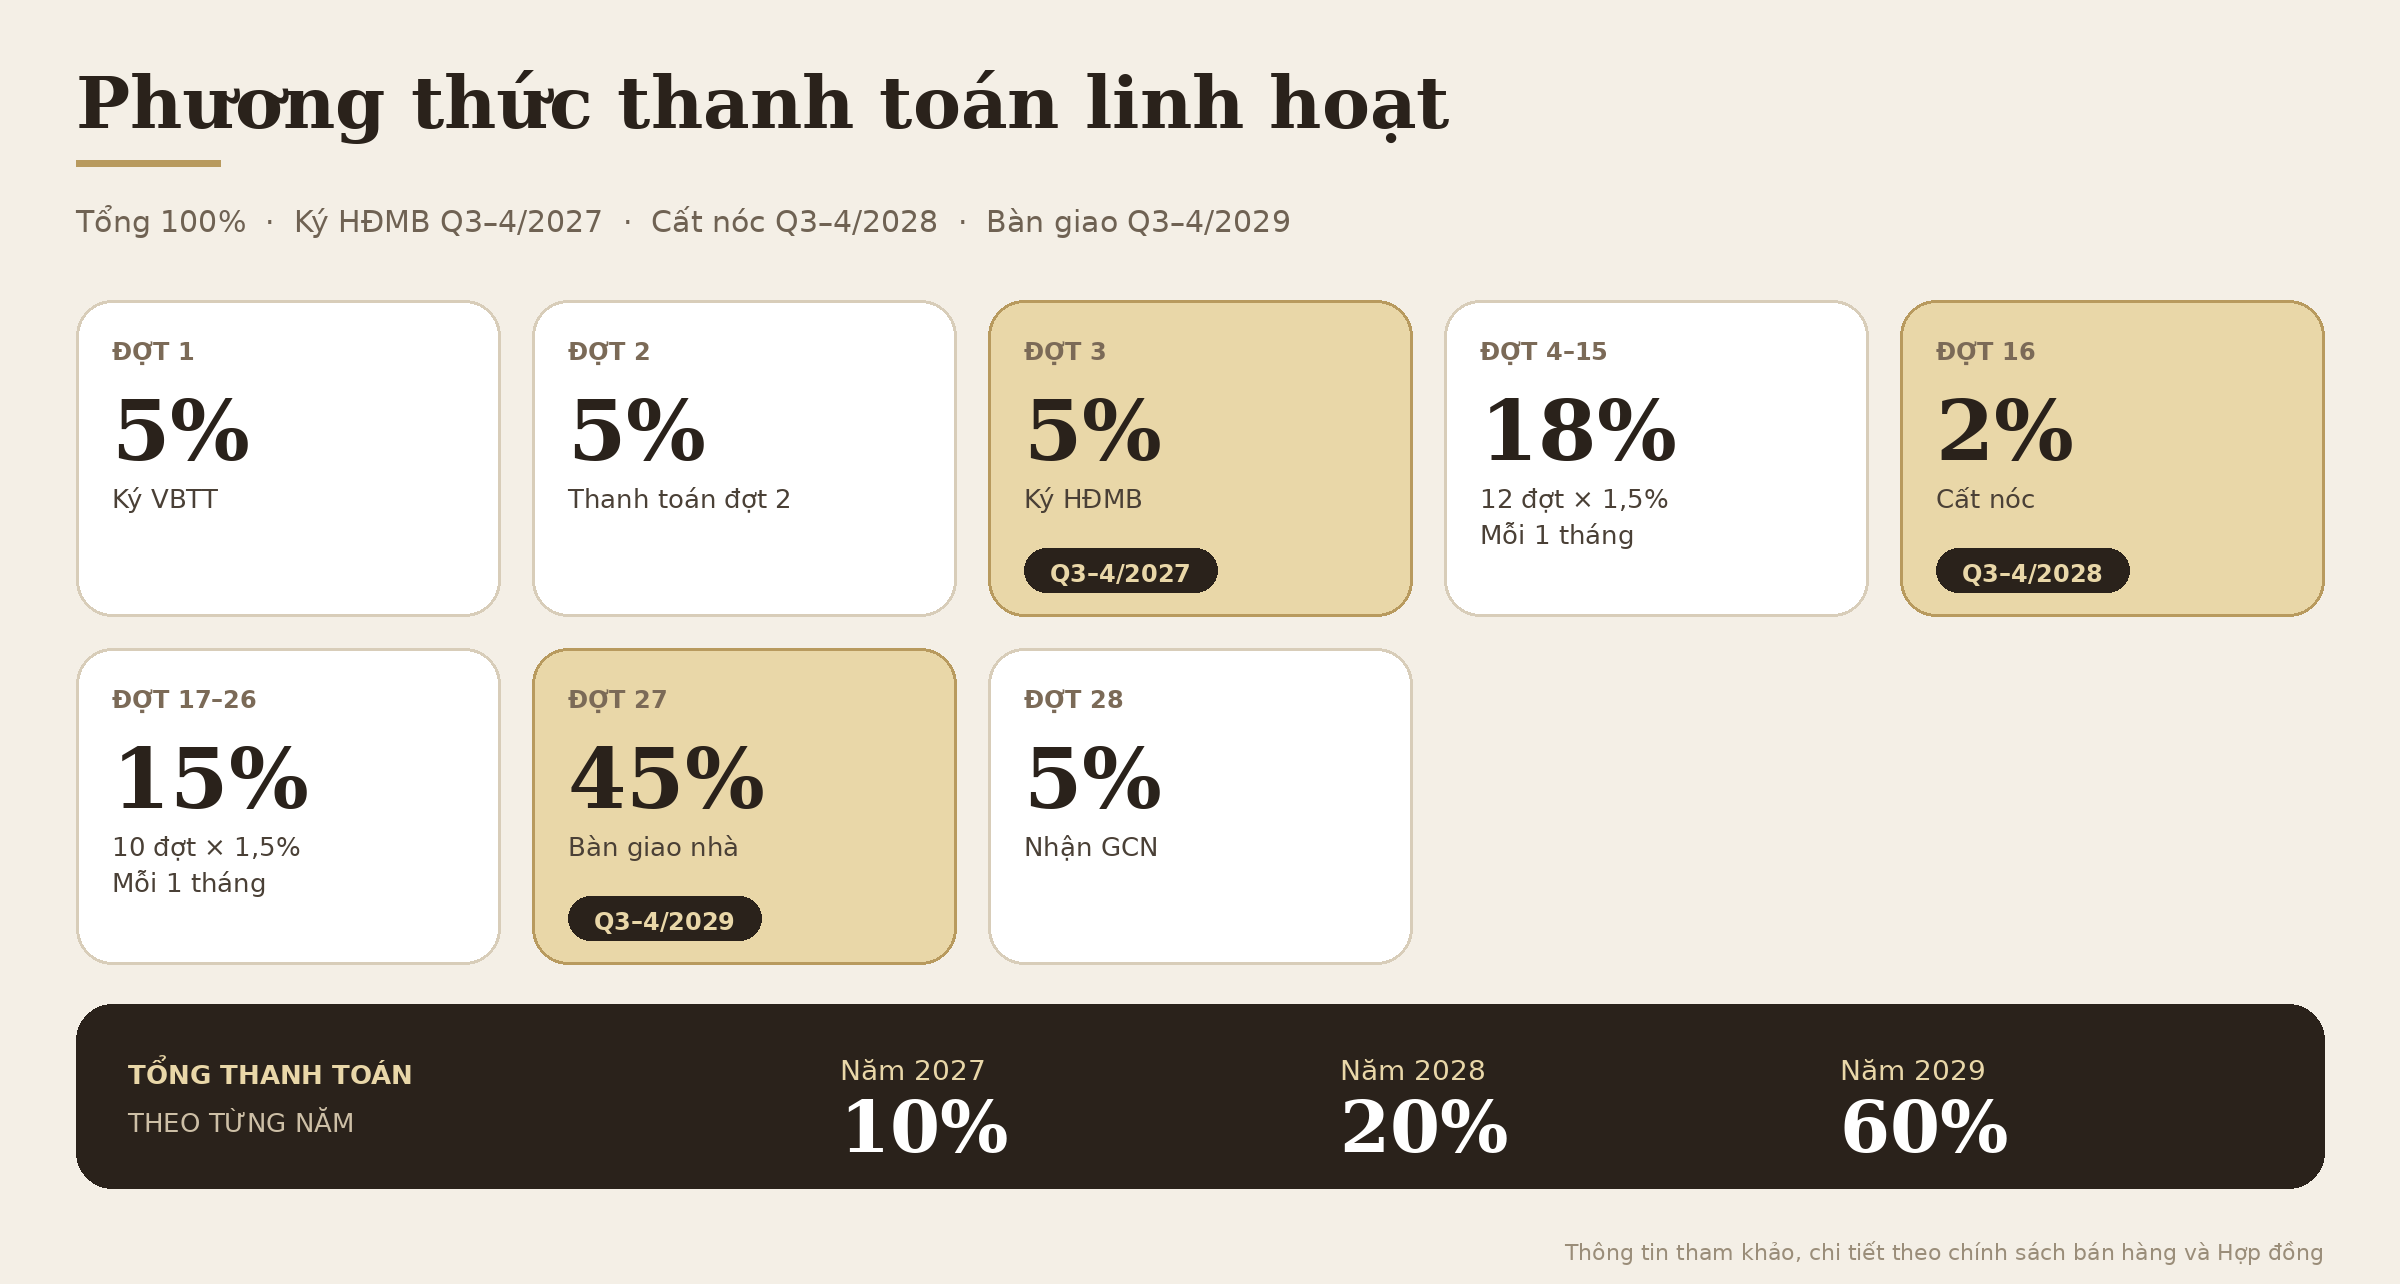 Phương thức thanh toán linh hoạt
Tổng 100% · Ký HĐMB Q3–4/2027 · Cất nóc Q3–4/2028 · Bàn giao Q3–4/2029
ĐỢT 1
5%
Ký VBTT
ĐỢT 2
5%
Thanh toán đợt 2
ĐỢT 3
5%
Ký HĐMB
Q3–4/2027
ĐỢT 4–15
18%
12 đợt × 1,5%
Mỗi 1 tháng
ĐỢT 16
2%
Cất nóc
Q3–4/2028
ĐỢT 17–26
15%
10 đợt × 1,5%
Mỗi 1 tháng
ĐỢT 27
45%
Bàn giao nhà
Q3–4/2029
ĐỢT 28
5%
Nhận GCN
TỔNG THANH TOÁN
THEO TỪNG NĂM
Năm 2027
10%
Năm 2028
20%
Năm 2029
60%
Thông tin tham khảo, chi tiết theo chính sách bán hàng và Hợp đồng